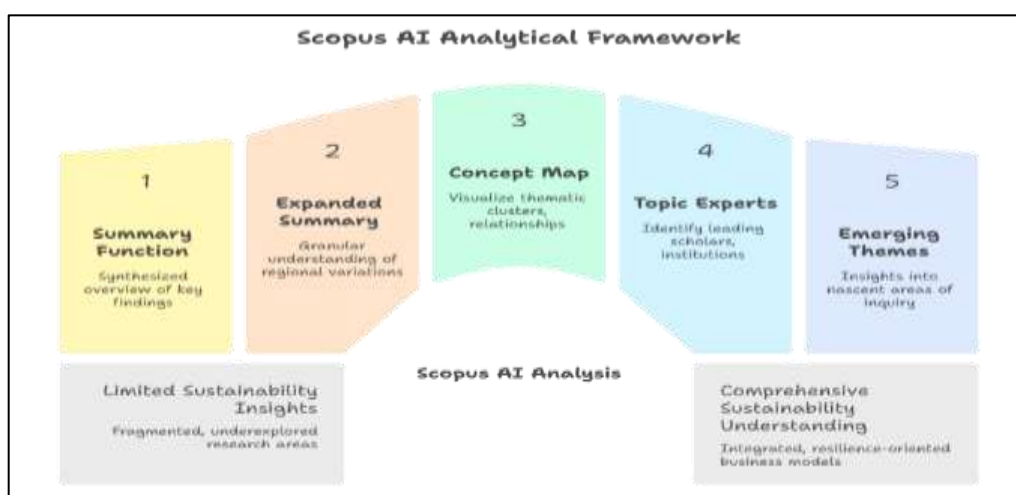 Scopus AI Analytical Framework
1
Summary
Function
Synthesized
overview of key
findings
2
Expanded
Summary
Granular
understanding of
regional variations
3
Concept Map
Visualize thematic
clusters,
relationships
4
Topic Experts
Identify leading
scholars,
institutions
5
Emerging
Themes
Insights into
nascent areas of
inquiry
Limited Sustainability
Insights
Fragmented, underexplored
research areas
Scopus AI Analysis
Comprehensive
Sustainability
Understanding
Integrated, resilience-oriented
business models